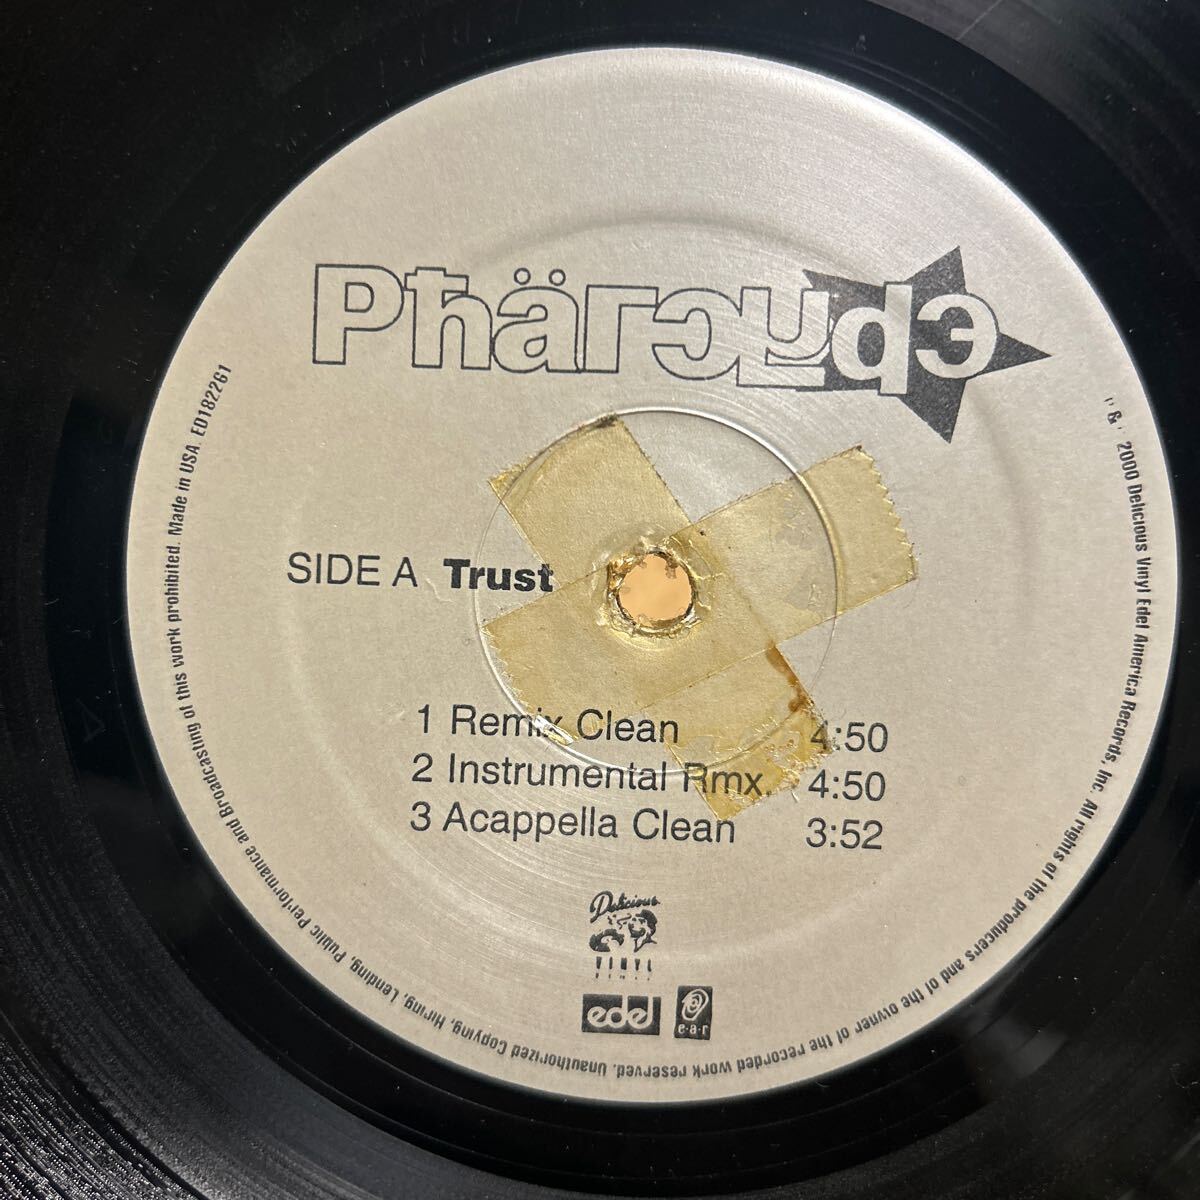 Pharcyde
SIDE A Trust
1 Remix Clean 4:50
2 Instrumental Rmx. 4:50
3 Acappella Clean 3:52
Delicious
VINYL
edel
e·a·r
& 2000 Delicious Vinyl Edel America Records, Inc. All rights of the producers and of the owner of the recorded work reserved. Unauthorized Copying, Hiring, Lending, Public Performance and Broadcasting of this work prohibited. Made in USA. ED182261